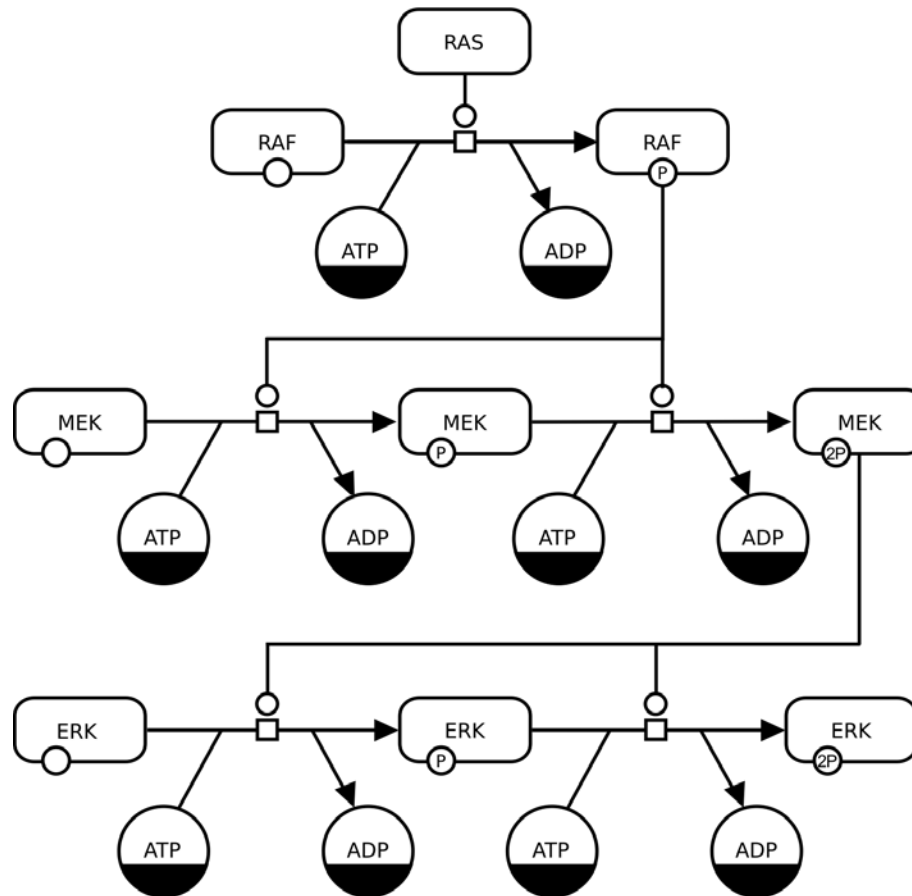 RAS
RAF
RAF
P
ATP
ADP
MEK
MEK
P
MEK
2P
ATP
ADP
ATP
ADP
ERK
ERK
P
ERK
2P
ATP
ADP
ATP
ADP